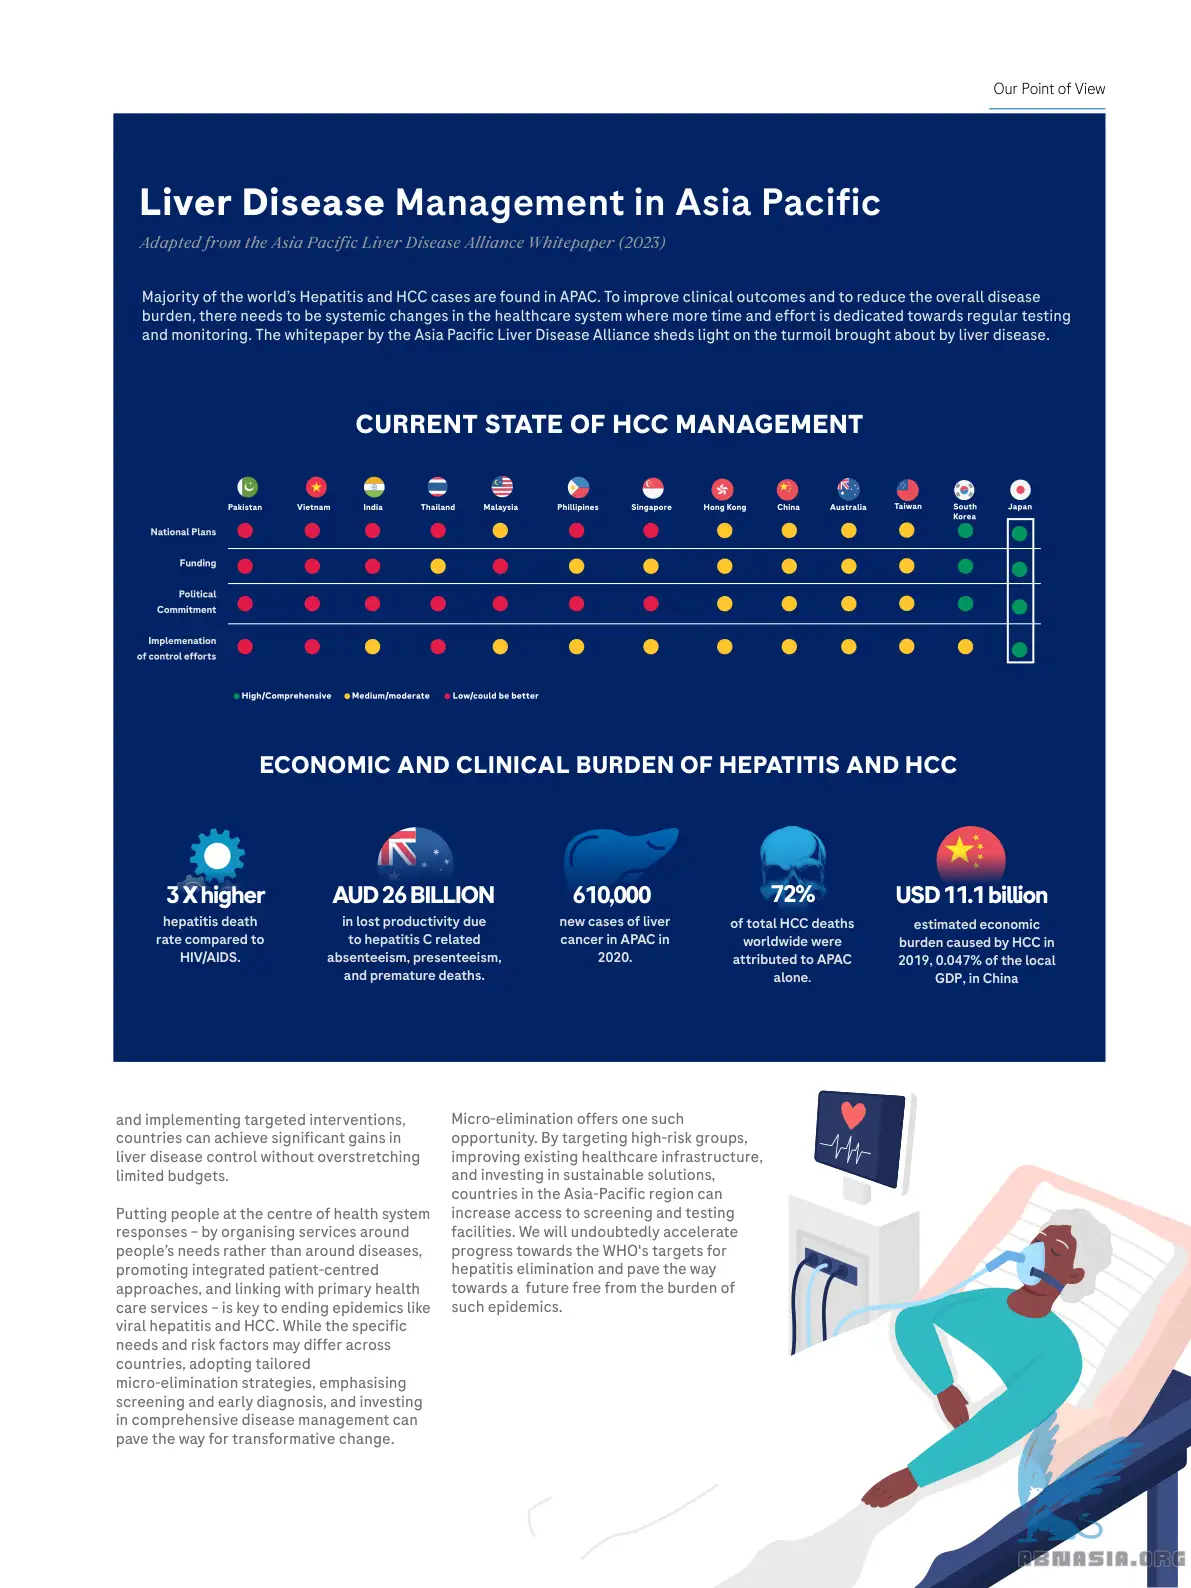 Our Point of View
Liver Disease Management in Asia Pacific
Adapted from the Asia Pacific Liver Disease Alliance Whitepaper (2023)
Majority of the world's Hepatitis and HCC cases are found in APAC. To improve clinical outcomes and to reduce the overall disease
burden, there needs to be systemic changes in the healthcare system where more time and effort is dedicated towards regular testing
and monitoring. The whitepaper by the Asia Pacific Liver Disease Alliance sheds light on the turmoil brought about by liver disease.
CURRENT STATE OF HCC MANAGEMENT
Pakistan Vietnam India Thailand Malaysia Phillipines Singapore Hong Kong China Australia Taiwan South Korea Japan
National Plans
Funding
Political
Commitment
Implemenation
of control efforts
High/Comprehensive Medium/moderate Low/could be better
ECONOMIC AND CLINICAL BURDEN OF HEPATITIS AND HCC
3 X higher
hepatitis death
rate compared to
HIV/AIDS.
AUD 26 BILLION
in lost productivity due
to hepatitis C related
absenteeism, presenteeism,
and premature deaths.
610,000
new cases of liver
cancer in APAC in
2020.
72%
of total HCC deaths
worldwide were
attributed to APAC
alone.
USD 11.1 billion
estimated economic
burden caused by HCC in
2019, 0.047% of the local
GDP, in China
and implementing targeted interventions,
countries can achieve significant gains in
liver disease control without overstretching
limited budgets.
Putting people at the centre of health system
responses – by organising services around
people's needs rather than around diseases,
promoting integrated patient-centred
approaches, and linking with primary health
care services – is key to ending epidemics like
viral hepatitis and HCC. While the specific
needs and risk factors may differ across
countries, adopting tailored
micro-elimination strategies, emphasising
screening and early diagnosis, and investing
in comprehensive disease management can
pave the way for transformative change.
Micro-elimination offers one such
opportunity. By targeting high-risk groups,
improving existing healthcare infrastructure,
and investing in sustainable solutions,
countries in the Asia-Pacific region can
increase access to screening and testing
facilities. We will undoubtedly accelerate
progress towards the WHO's targets for
hepatitis elimination and pave the way
towards a future free from the burden of
such epidemics.
ABNASIA.ORG